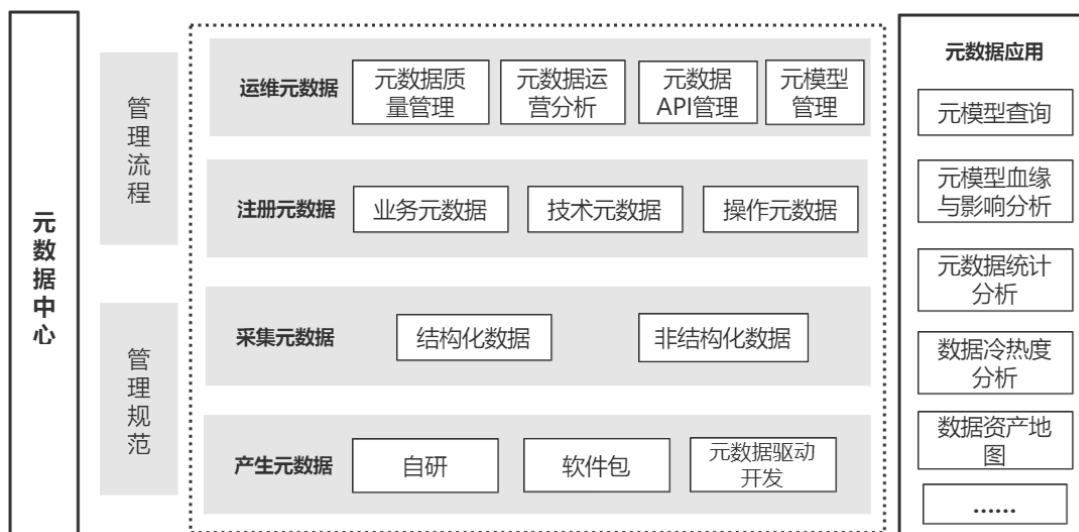 元数据中心
管理流程
管理规范
运维元数据
元数据质
量管理
元数据运
营分析
元数据
API管理
元模型
管理
注册元数据
业务元数据
技术元数据
操作元数据
采集元数据
结构化数据
非结构化数据
产生元数据
自研
软件包
元数据驱动
开发
元数据应用
元模型查询
元模型血缘
与影响分析
元数据统计
分析
数据冷热度
分析
数据资产地
图
……